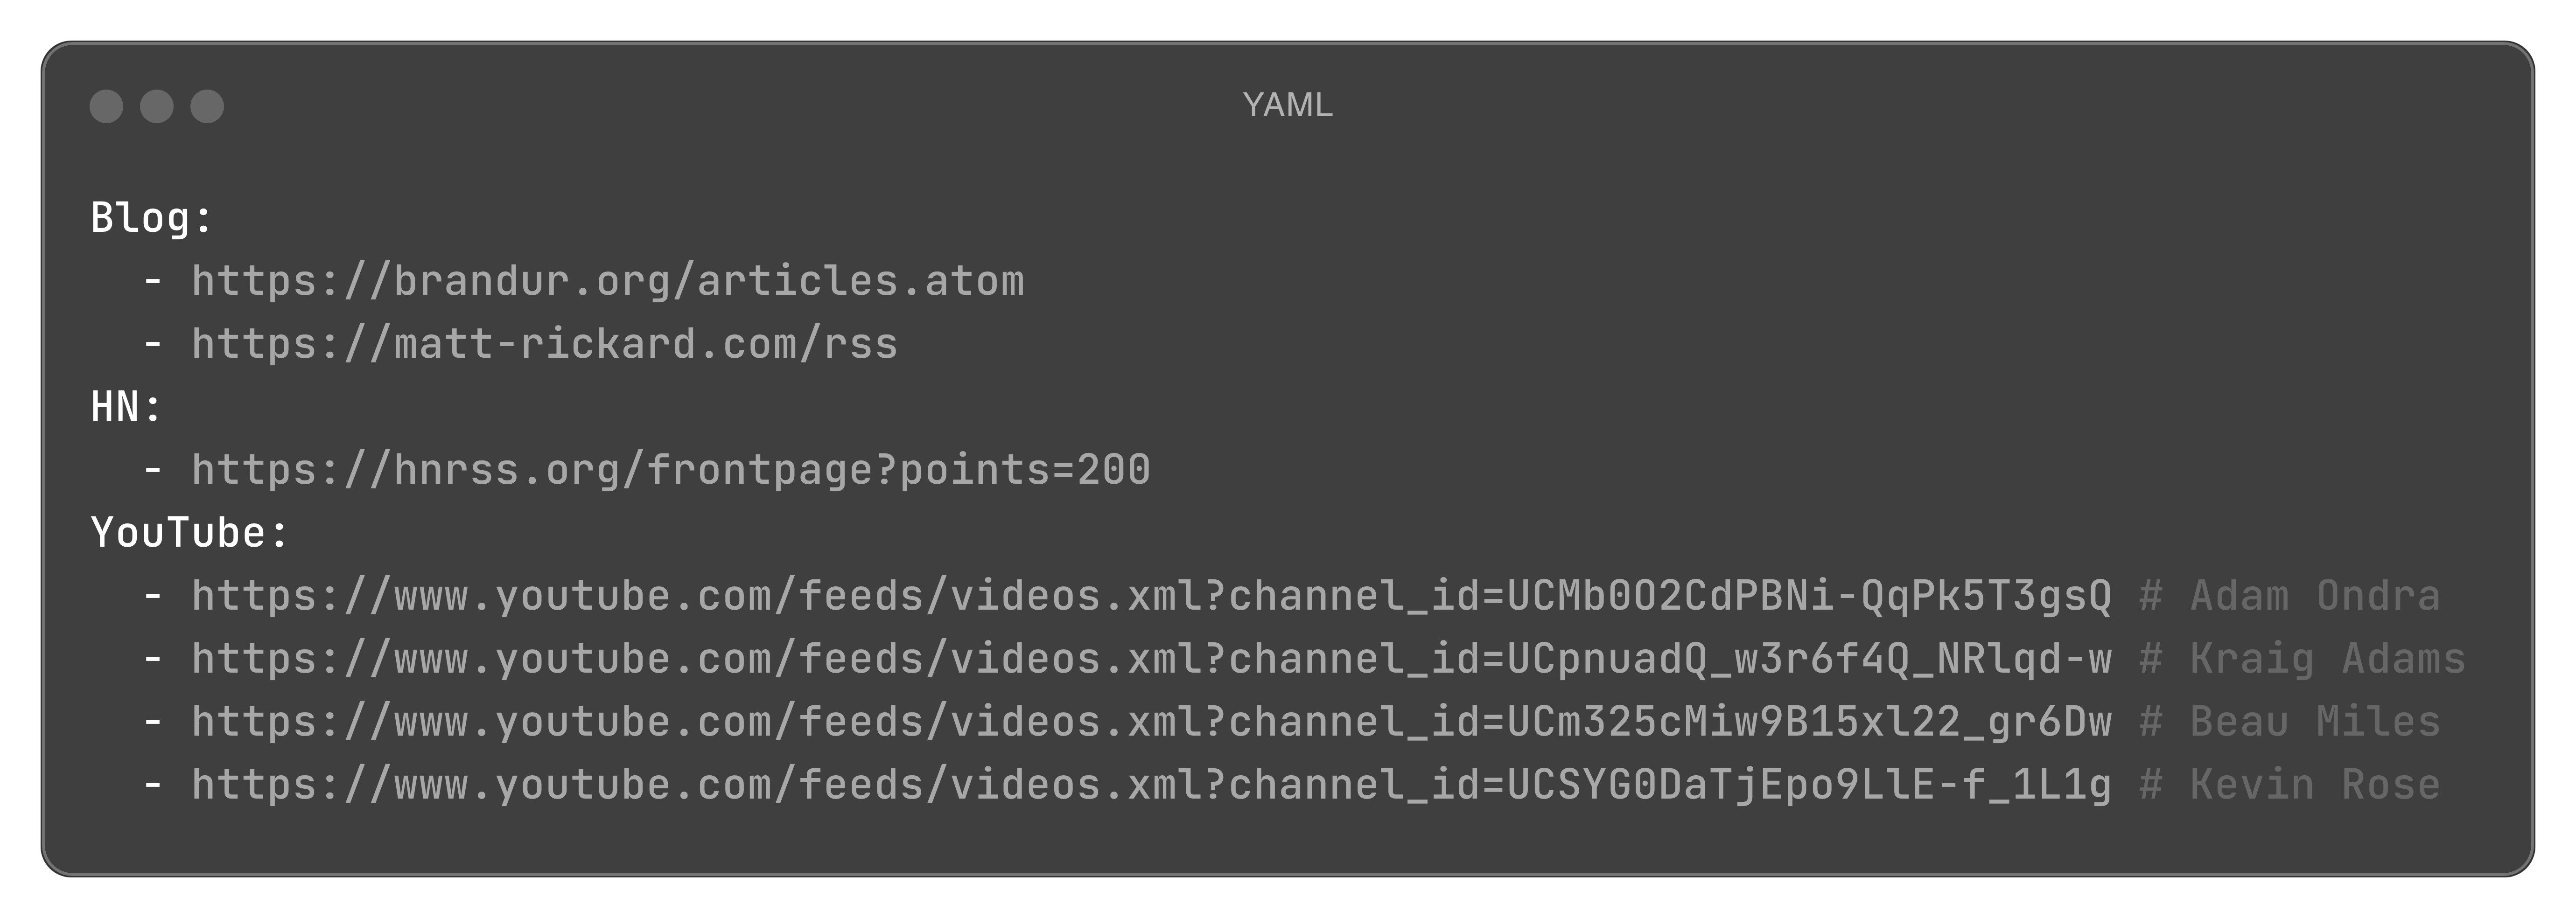 YAML
Blog:
  - https://brandur.org/articles.atom
  - https://matt-rickard.com/rss
HN:
  - https://hnrss.org/frontpage?points=200
YouTube:
  - https://www.youtube.com/feeds/videos.xml?channel_id=UCMb0O2CdPBNi-QqPk5T3gsQ # Adam Ondra
  - https://www.youtube.com/feeds/videos.xml?channel_id=UCpnuadQ_w3r6f4Q_NRlqd-w # Kraig Adams
  - https://www.youtube.com/feeds/videos.xml?channel_id=UCm325cMiw9B15xl22_gr6Dw # Beau Miles
  - https://www.youtube.com/feeds/videos.xml?channel_id=UCSYG0DaTjEpo9LlE-f_1L1g # Kevin Rose